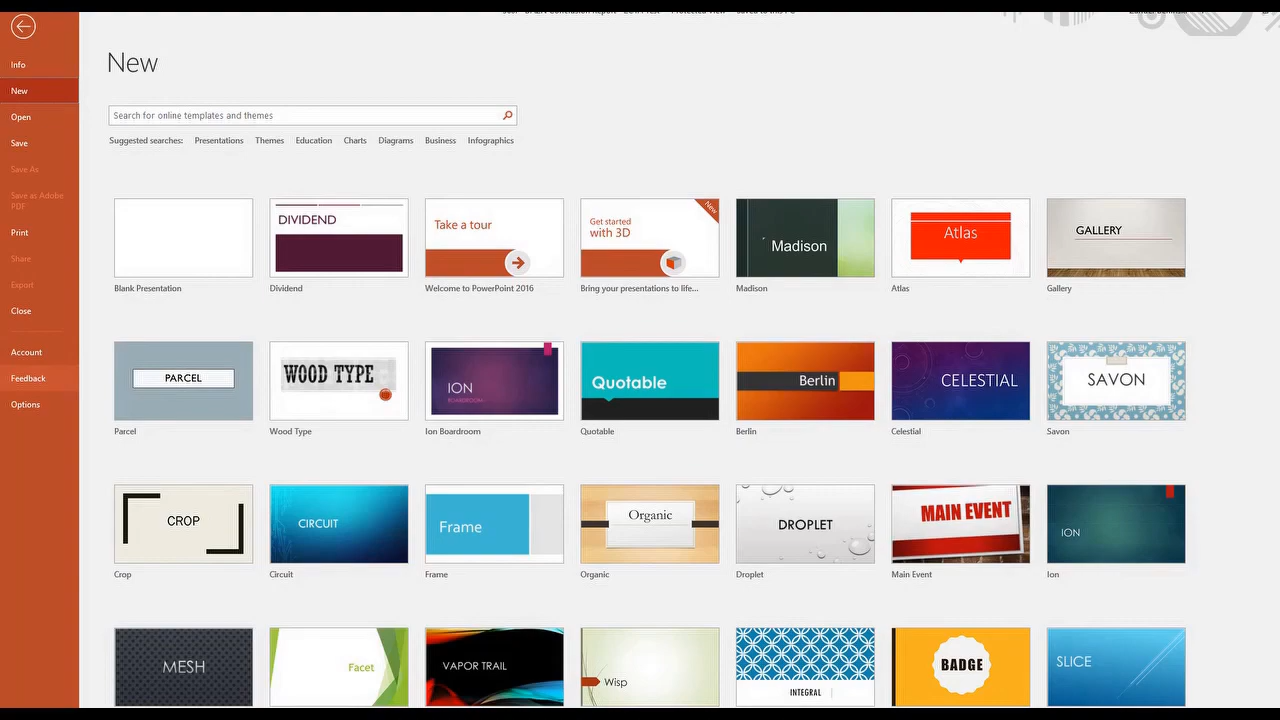 New
Info
New
Open
Save
Save As
Save as Adobe
PDF
Print
Share
Export
Close
Account
Feedback
Options
Search for online templates and themes
Suggested searches: Presentations Themes Education Charts Diagrams Business Infographics
DIVIDEND
Take a tour
Get started
with 3D
New
Madison
Atlas
GALLERY
Blank Presentation
Dividend
Welcome to PowerPoint 2016
Bring your presentations to life...
Madison
Atlas
Gallery
PARCEL
WOOD TYPE
ION
BOARDROOM
Quotable
Berlin
CELESTIAL
SAVON
Parcel
Wood Type
Ion Boardroom
Quotable
Berlin
Celestial
Savon
CROP
CIRCUIT
Frame
Organic
DROPLET
MAIN EVENT
ION
Crop
Circuit
Frame
Organic
Droplet
Main Event
Ion
MESH
Facet
VAPOR TRAIL
Wisp
INTEGRAL
BADGE
SLICE